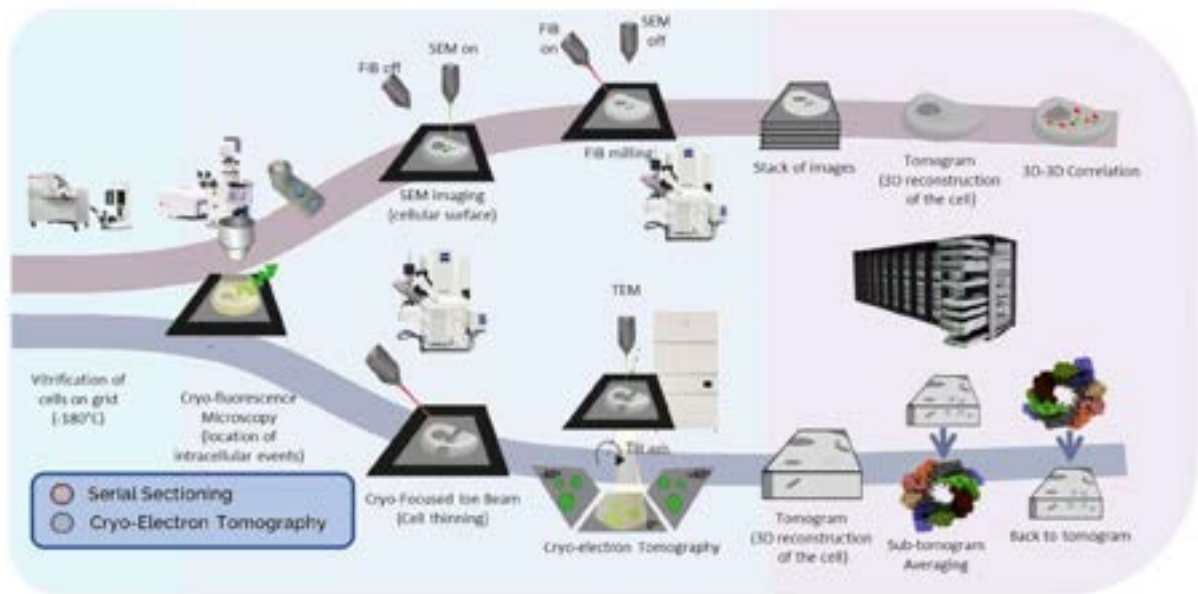 FIB off
SEM on
FIB
on
SEM
off
SEM imaging
(cellular surface)
FIB milling
Stack of images
Tomogram
(3D reconstruction
of the cell)
3D-3D Correlation
Vitrification of
cells on grid
(-180°C)
Cryo-fluorescence
Microscopy
(location of
intracellular events)
TEM
Tilt axis
Cryo-Focused Ion Beam
(Cell thinning)
Cryo-electron Tomography
Tomogram
(3D reconstruction
of the cell)
Sub-tomogram
Averaging
Back to tomogram
Serial Sectioning
Cryo-Electron Tomography